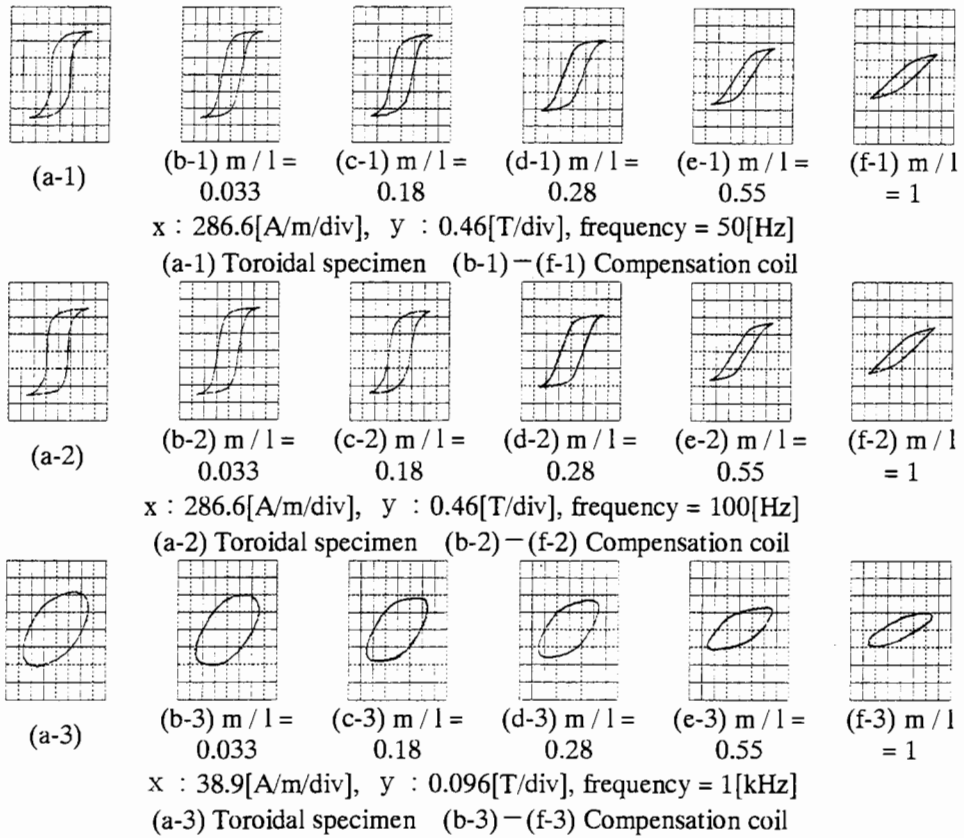 (a-1)
(b-1) m / l = 0.033
(c-1) m / l = 0.18
(d-1) m / l = 0.28
(e-1) m / l = 0.55
(f-1) m / l = 1
x : 286.6[A/m/div], y : 0.46[T/div], frequency = 50[Hz]
(a-1) Toroidal specimen (b-1)－(f-1) Compensation coil
(a-2)
(b-2) m / l = 0.033
(c-2) m / l = 0.18
(d-2) m / l = 0.28
(e-2) m / l = 0.55
(f-2) m / l = 1
x : 286.6[A/m/div], y : 0.46[T/div], frequency = 100[Hz]
(a-2) Toroidal specimen (b-2)－(f-2) Compensation coil
(a-3)
(b-3) m / l = 0.033
(c-3) m / l = 0.18
(d-3) m / l = 0.28
(e-3) m / l = 0.55
(f-3) m / l = 1
x : 38.9[A/m/div], y : 0.096[T/div], frequency = 1[kHz]
(a-3) Toroidal specimen (b-3)－(f-3) Compensation coil